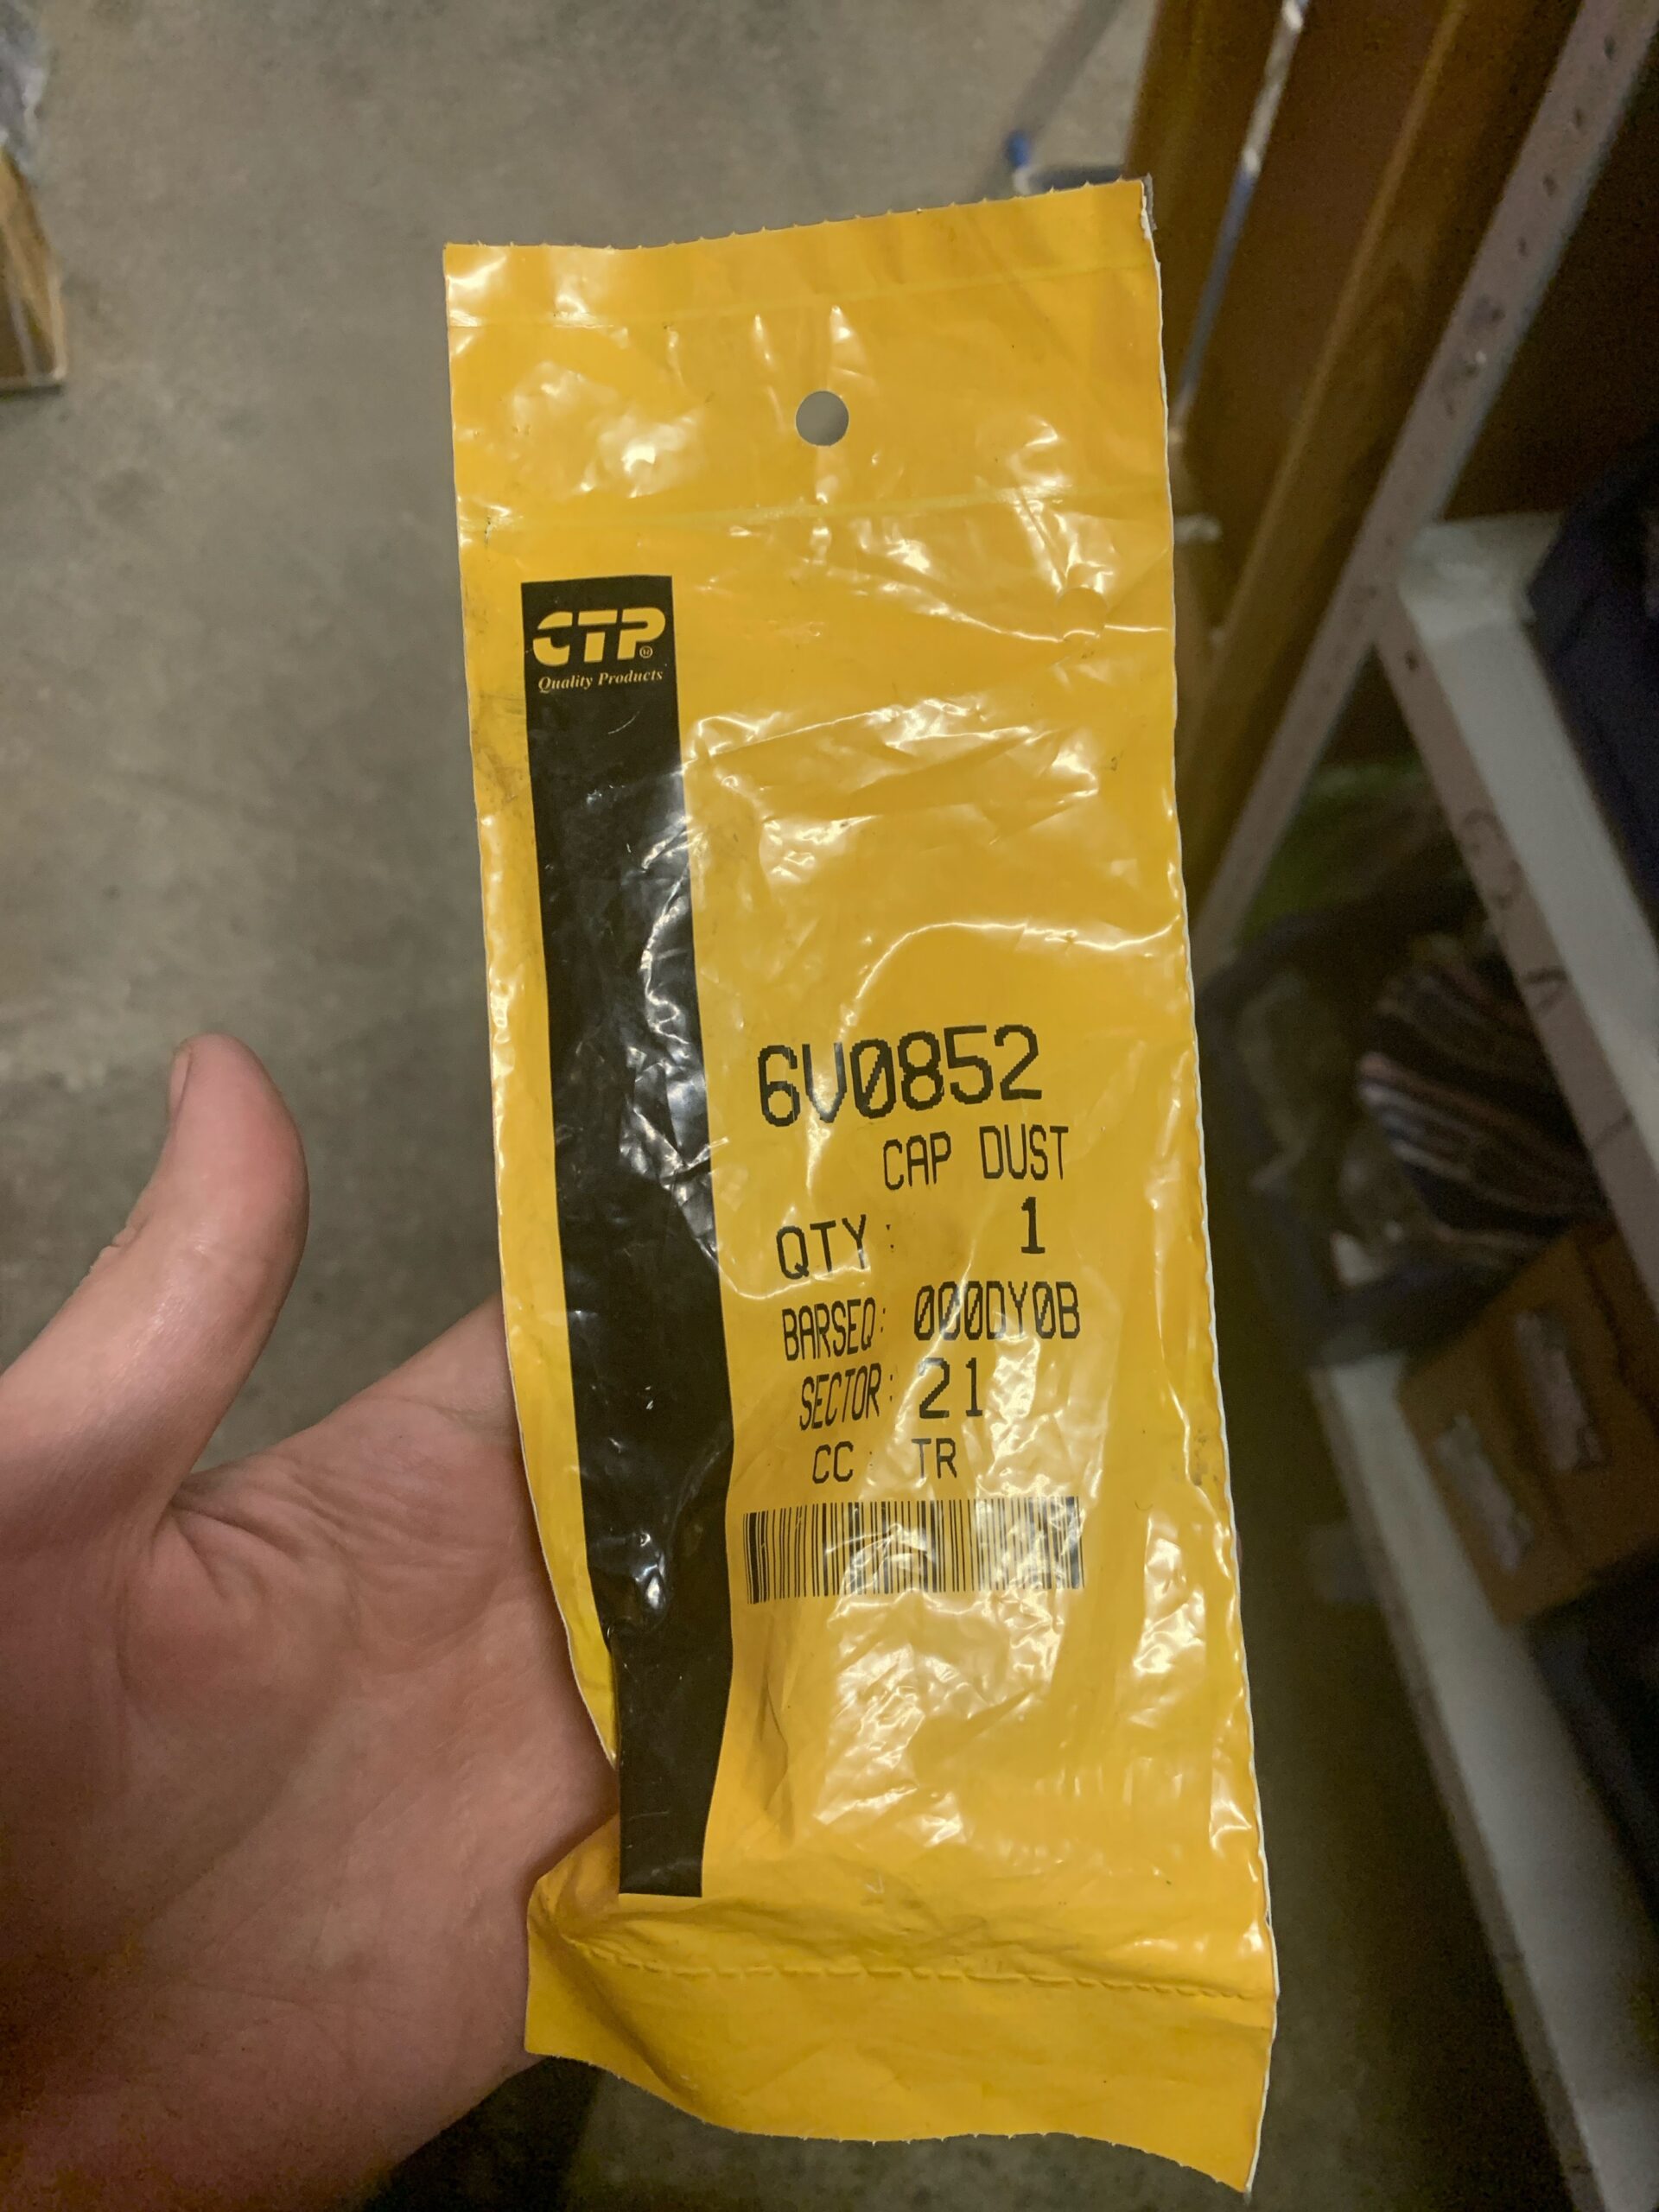 CTP
Quality Products
6V0852
CAP DUST
QTY: 1
BARSEQ: 000DY0B
SECTOR: 21
CC: TR